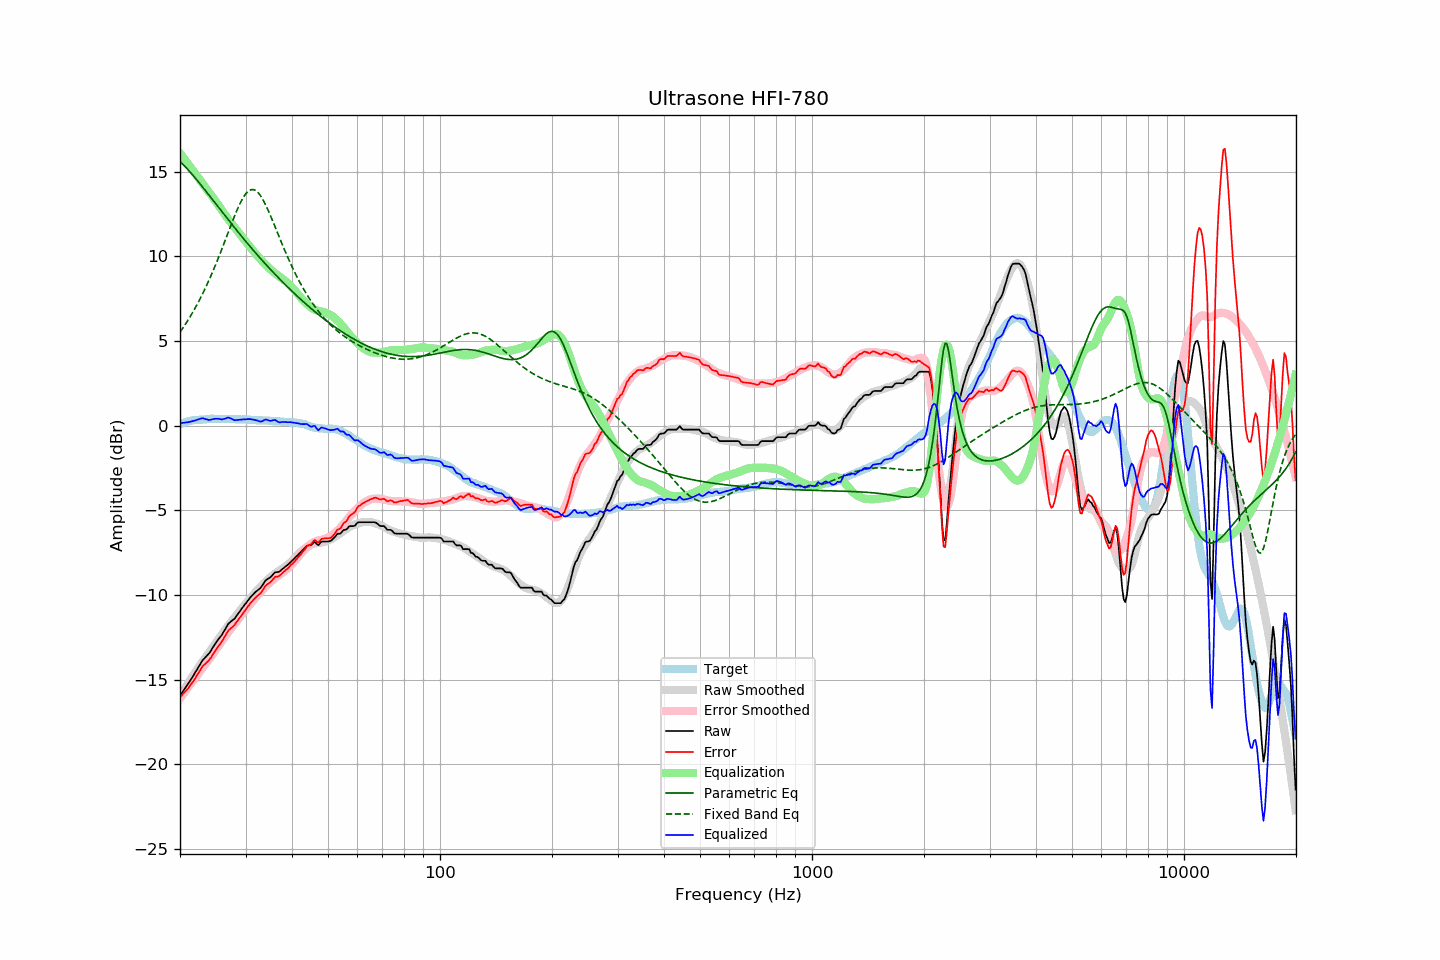 Ultrasone HFI-780
Amplitude (dBr)
15
10
5
0
−5
−10
−15
−20
−25
Target
Raw Smoothed
Error Smoothed
Raw
Error
Equalization
Parametric Eq
Fixed Band Eq
Equalized
100 1000 10000
Frequency (Hz)